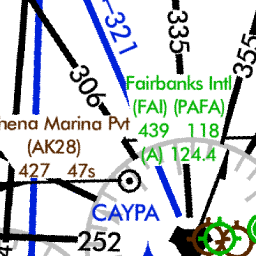 321
335
355
306
Fairbanks Intl
(FAI) (PAFA)
439 118
(A) 124.4
hena Marina Pvt
(AK28)
427 47s
CAYPA
252